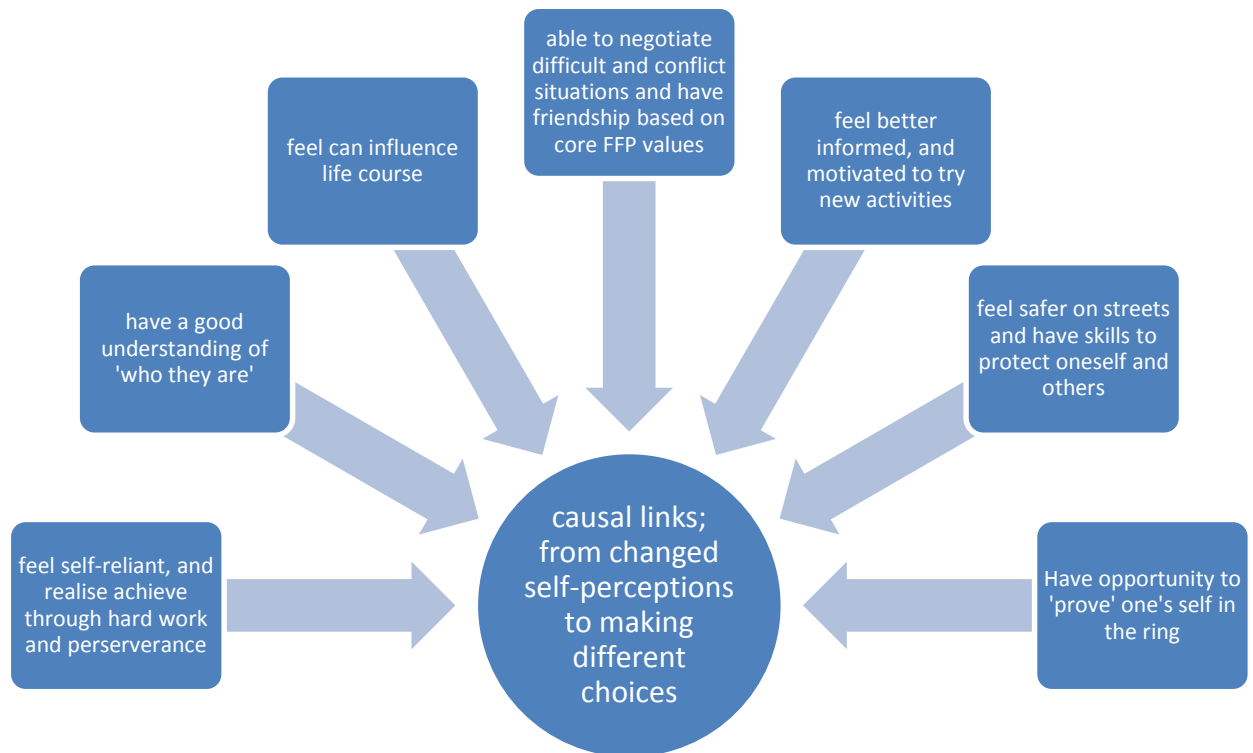 able to negotiate
difficult and conflict
situations and have
friendship based on
core FFP values
feel can influence
life course
feel better
informed, and
motivated to try
new activities
have a good
understanding of
'who they are'
feel safer on streets
and have skills to
protect oneself and
others
feel self-reliant, and
realise achieve
through hard work
and perserverance
causal links;
from changed
self-perceptions
to making
different
choices
Have opportunity to
'prove' one's self in
the ring